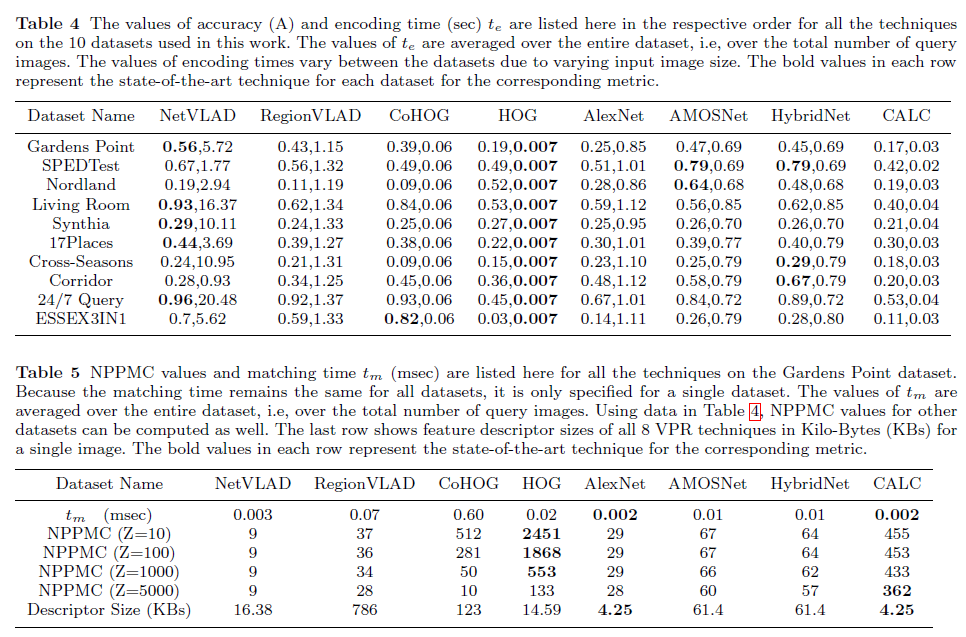 Table 4 The values of accuracy (A) and encoding time (sec) te are listed here in the respective order for all the techniques
on the 10 datasets used in this work. The values of te are averaged over the entire dataset, i.e, over the total number of query
images. The values of encoding times vary between the datasets due to varying input image size. The bold values in each row
represent the state-of-the-art technique for each dataset for the corresponding metric.
Dataset Name NetVLAD RegionVLAD CoHOG HOG AlexNet AMOSNet HybridNet CALC
Gardens Point 0.56,5.72 0.43,1.15 0.39,0.06 0.19,0.007 0.25,0.85 0.47,0.69 0.45,0.69 0.17,0.03
SPEDTest 0.67,1.77 0.56,1.32 0.49,0.06 0.49,0.007 0.51,1.01 0.79,0.69 0.79,0.69 0.42,0.02
Nordland 0.19,2.94 0.11,1.19 0.09,0.06 0.52,0.007 0.28,0.86 0.64,0.68 0.48,0.68 0.19,0.03
Living Room 0.93,16.37 0.62,1.34 0.84,0.06 0.53,0.007 0.59,1.12 0.56,0.85 0.62,0.85 0.40,0.04
Synthia 0.29,10.11 0.24,1.33 0.25,0.06 0.27,0.007 0.25,0.95 0.26,0.70 0.26,0.70 0.21,0.04
17Places 0.44,3.69 0.39,1.27 0.38,0.06 0.22,0.007 0.30,1.01 0.39,0.77 0.40,0.79 0.30,0.03
Cross-Seasons 0.24,10.95 0.21,1.31 0.09,0.06 0.15,0.007 0.23,1.10 0.25,0.79 0.29,0.79 0.18,0.03
Corridor 0.28,0.93 0.34,1.25 0.45,0.06 0.36,0.007 0.48,1.12 0.58,0.79 0.67,0.79 0.20,0.03
24/7 Query 0.96,20.48 0.92,1.37 0.93,0.06 0.45,0.007 0.67,1.01 0.84,0.72 0.89,0.72 0.53,0.04
ESSEX3IN1 0.7,5.62 0.59,1.33 0.82,0.06 0.03,0.007 0.14,1.11 0.26,0.79 0.28,0.80 0.11,0.03
Table 5 NPPMC values and matching time tm (msec) are listed here for all the techniques on the Gardens Point dataset.
Because the matching time remains the same for all datasets, it is only specified for a single dataset. The values of tm are
averaged over the entire dataset, i.e, over the total number of query images. Using data in Table 4, NPPMC values for other
datasets can be computed as well. The last row shows feature descriptor sizes of all 8 VPR techniques in Kilo-Bytes (KBs) for
a single image. The bold values in each row represent the state-of-the-art technique for the corresponding metric.
Dataset Name NetVLAD RegionVLAD CoHOG HOG AlexNet AMOSNet HybridNet CALC
tm (msec) 0.003 0.07 0.60 0.02 0.002 0.01 0.01 0.002
NPPMC (Z=10) 9 37 512 2451 29 67 64 455
NPPMC (Z=100) 9 36 281 1868 29 67 64 453
NPPMC (Z=1000) 9 34 50 553 29 66 62 433
NPPMC (Z=5000) 9 28 10 133 28 60 57 362
Descriptor Size (KBs) 16.38 786 123 14.59 4.25 61.4 61.4 4.25